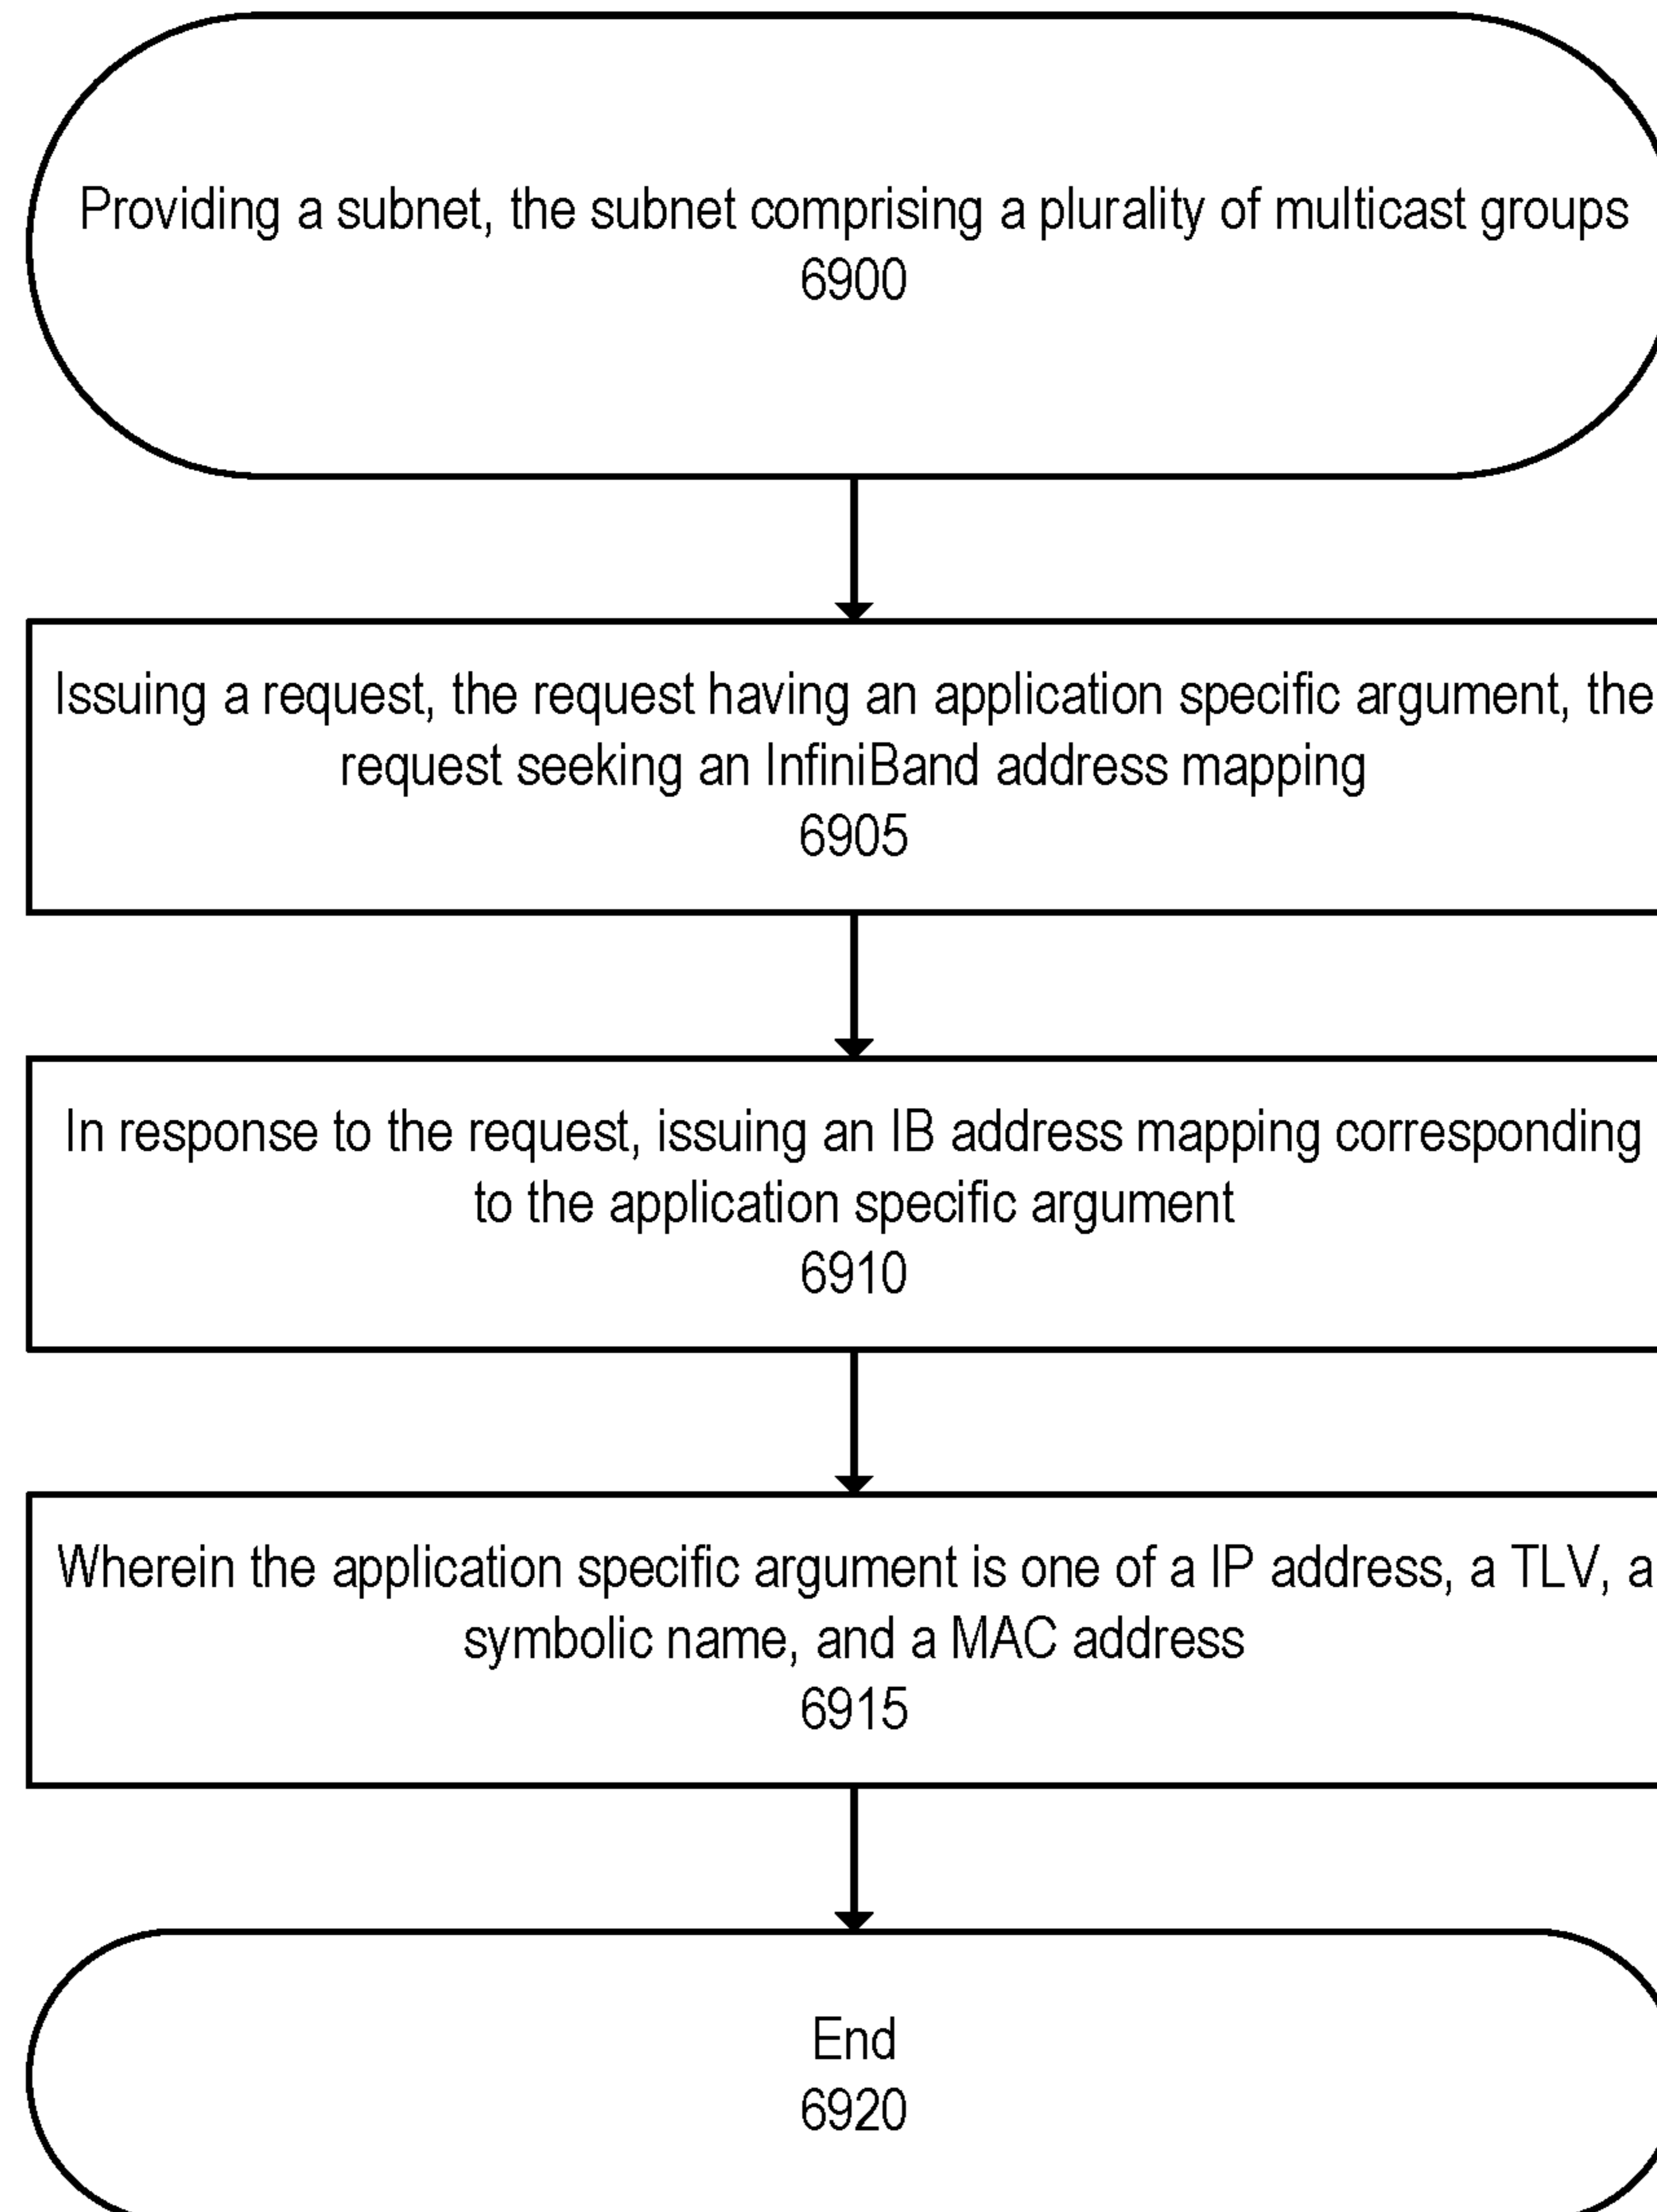 Providing a subnet, the subnet comprising a plurality of multicast groups
6900
Issuing a request, the request having an application specific argument, the
request seeking an InfiniBand address mapping
6905
In response to the request, issuing an IB address mapping corresponding
to the application specific argument
6910
Wherein the application specific argument is one of a IP address, a TLV, a
symbolic name, and a MAC address
6915
End
6920